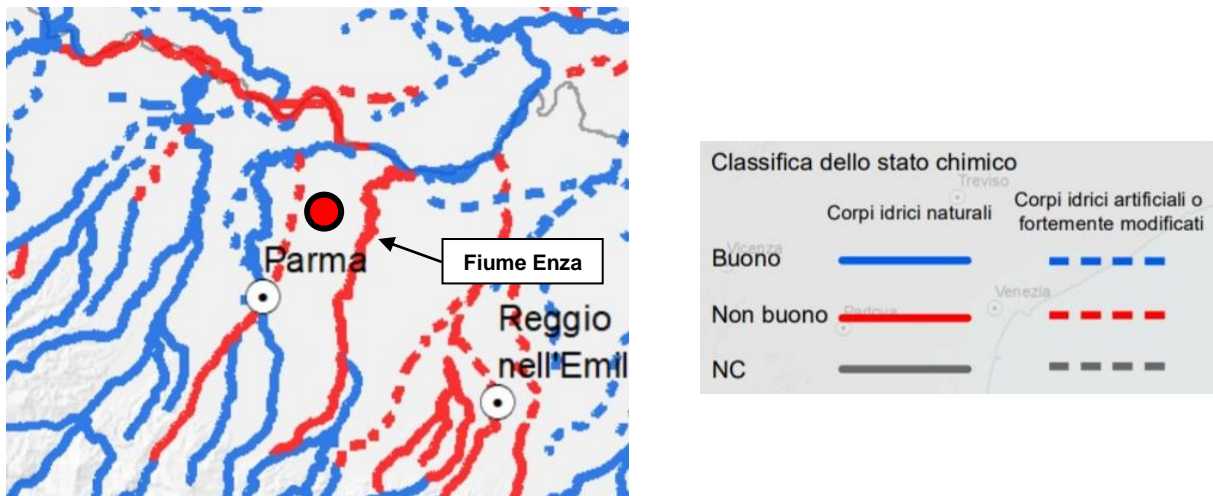 Parma
Fiume Enza
Reggio
nell'Emil
Classifica dello stato chimico
Treviso
Corpi idrici naturali
Corpi idrici artificiali o
fortemente modificati
Vicenza
Buono
Venezia
Non buono
Padova
NC